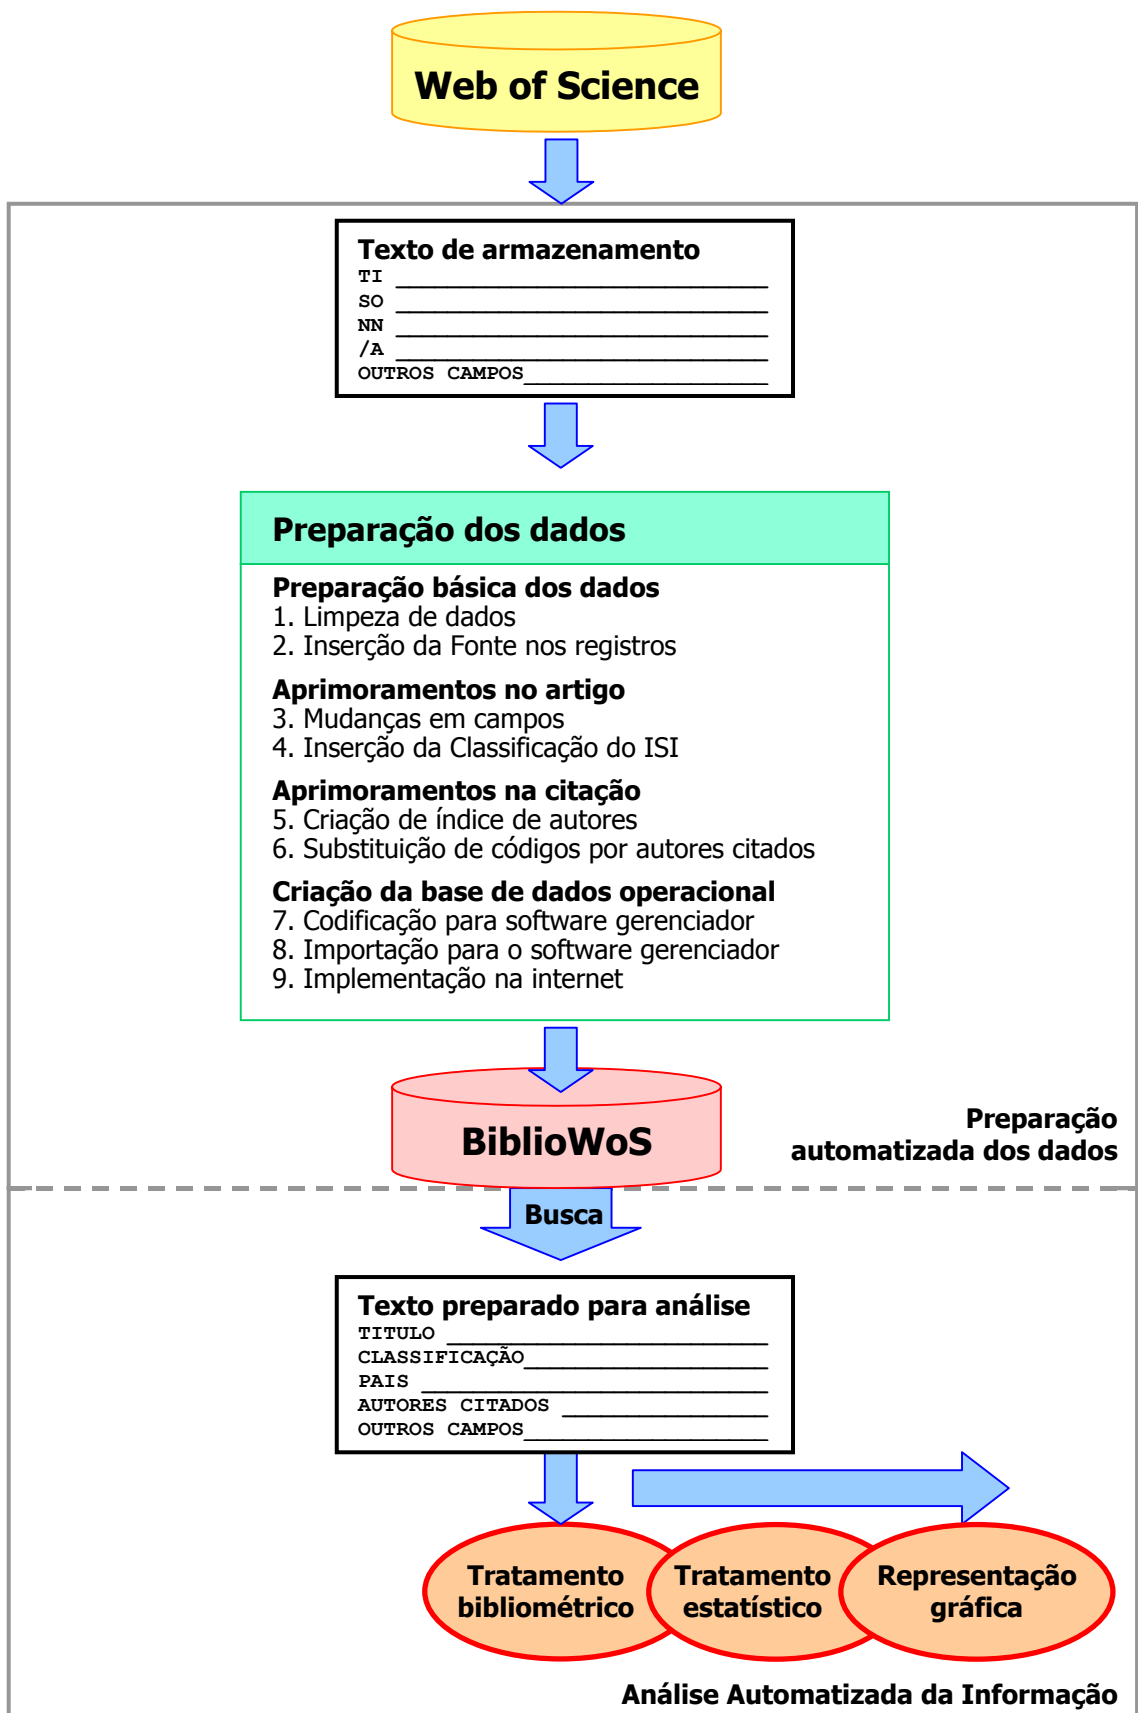 Web of Science
Texto de armazenamento
TI
SO
NN
/A
OUTROS CAMPOS
Preparação dos dados
Preparação básica dos dados
1. Limpeza de dados
2. Inserção da Fonte nos registros
Aprimoramentos no artigo
3. Mudanças em campos
4. Inserção da Classificação do ISI
Aprimoramentos na citação
5. Criação de índice de autores
6. Substituição de códigos por autores citados
Criação da base de dados operacional
7. Codificação para software gerenciador
8. Importação para o software gerenciador
9. Implementação na internet
BiblioWoS
Preparação
automatizada dos dados
Busca
Texto preparado para análise
TITULO
CLASSIFICAÇÃO
PAIS
AUTORES CITADOS
OUTROS CAMPOS
Tratamento
bibliométrico
Tratamento
estatístico
Representação
gráfica
Análise Automatizada da Informação